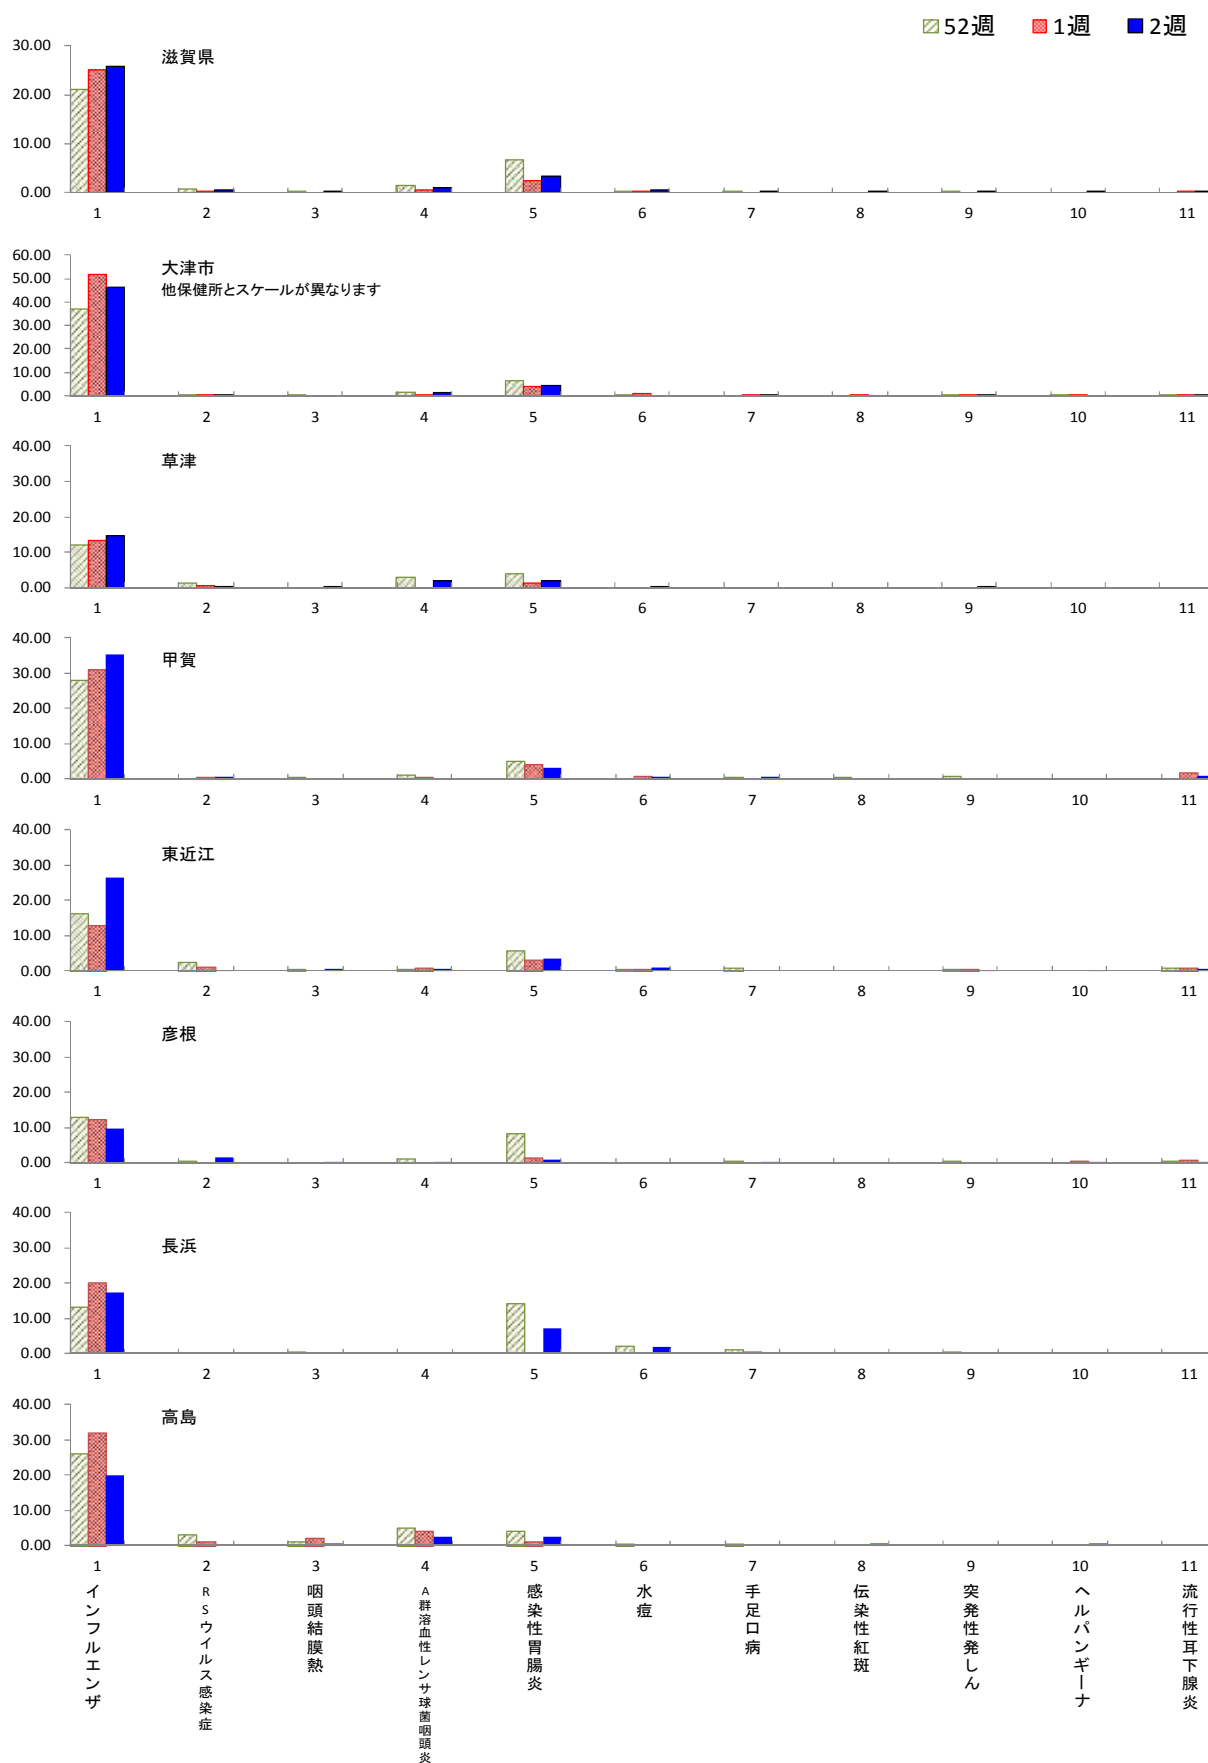 52週 1週 2週
滋賀県
30.00
20.00
10.00
0.00
1 2 3 4 5 6 7 8 9 10 11
大津市
他保健所とスケールが異なります
60.00
50.00
40.00
30.00
20.00
10.00
0.00
1 2 3 4 5 6 7 8 9 10 11
草津
40.00
30.00
20.00
10.00
0.00
1 2 3 4 5 6 7 8 9 10 11
甲賀
40.00
30.00
20.00
10.00
0.00
1 2 3 4 5 6 7 8 9 10 11
東近江
40.00
30.00
20.00
10.00
0.00
1 2 3 4 5 6 7 8 9 10 11
彦根
40.00
30.00
20.00
10.00
0.00
1 2 3 4 5 6 7 8 9 10 11
長浜
40.00
30.00
20.00
10.00
0.00
1 2 3 4 5 6 7 8 9 10 11
高島
40.00
30.00
20.00
10.00
0.00
1 2 3 4 5 6 7 8 9 10 11
インフルエンザ
RSウイルス感染症
咽頭結膜熱
A群溶血性レンサ球菌咽頭炎
感染性胃腸炎
水痘
手足口病
伝染性紅斑
突発性発しん
ヘルパンギーナ
流行性耳下腺炎